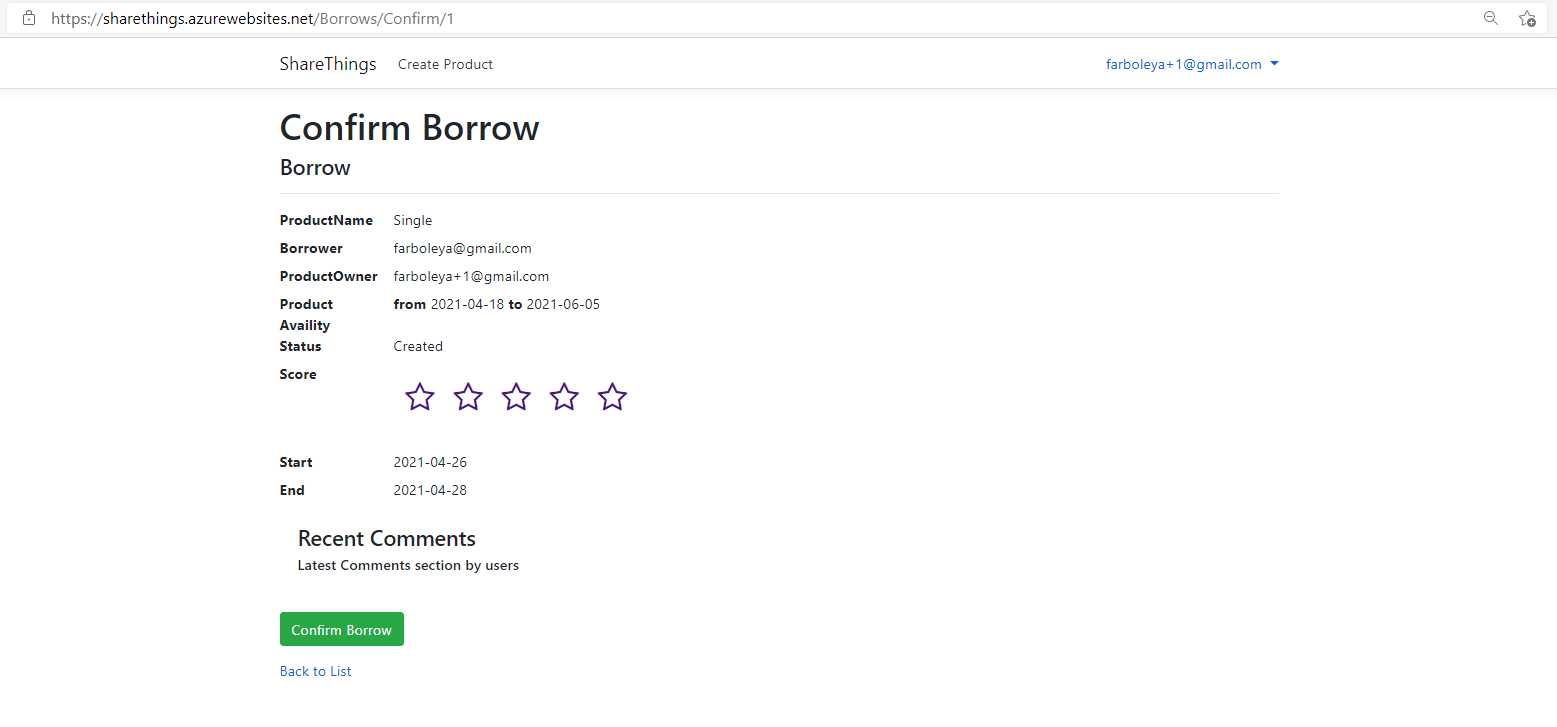 https://sharethings.azurewebsites.net/Borrows/Confirm/1
ShareThings Create Product farboleya+1@gmail.com
Confirm Borrow
Borrow
ProductName Single
Borrower farboleya@gmail.com
ProductOwner farboleya+1@gmail.com
Product from 2021-04-18 to 2021-06-05
Availity
Status Created
Score
Start 2021-04-26
End 2021-04-28
Recent Comments
Latest Comments section by users
Confirm Borrow
Back to List